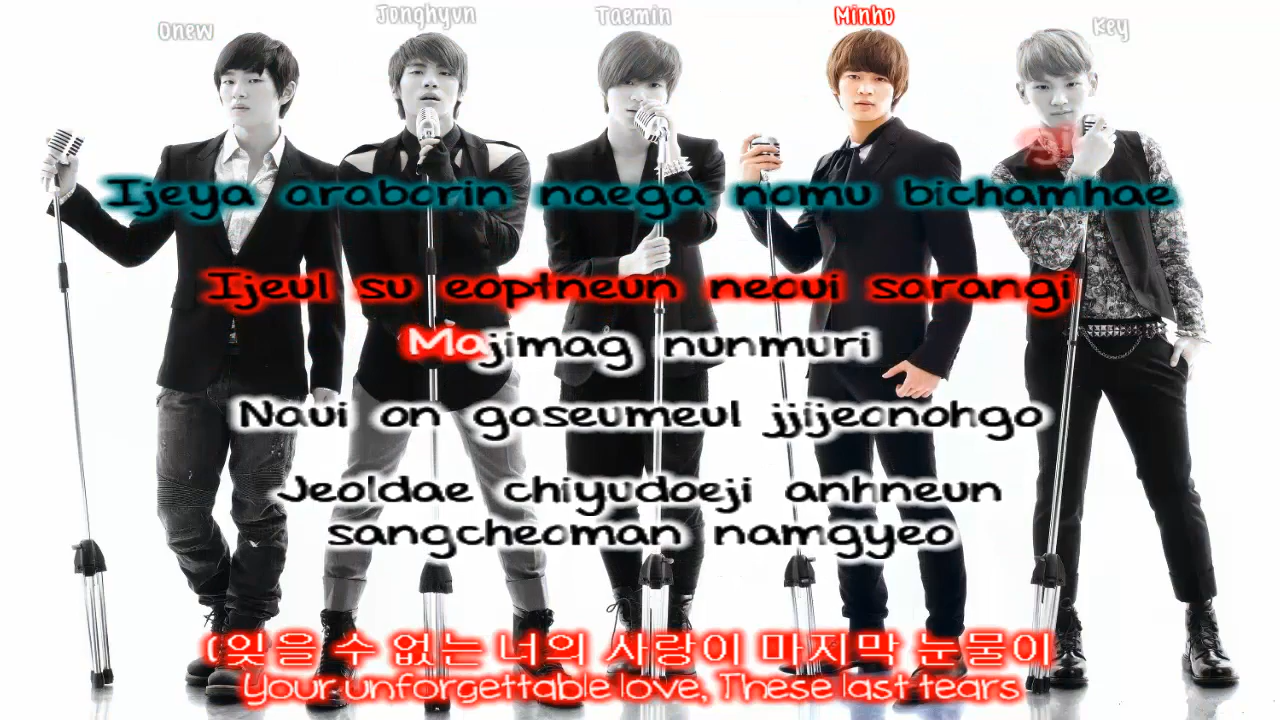 Onew
Jonghyun
Taemin
Minho
Key
Ijeya araborin naega nomu bichamhae
Ijeul su eoptneun neoui sarangi
Majimag nunmuri
Naui on gaseumeul jjijeonohgo
Jeoldae chiyudoeji anhneun
sangcheoman namgyeo
(잊을 수 없는 너의 사랑이 마지막 눈물이
Your unforgettable love, These last tears